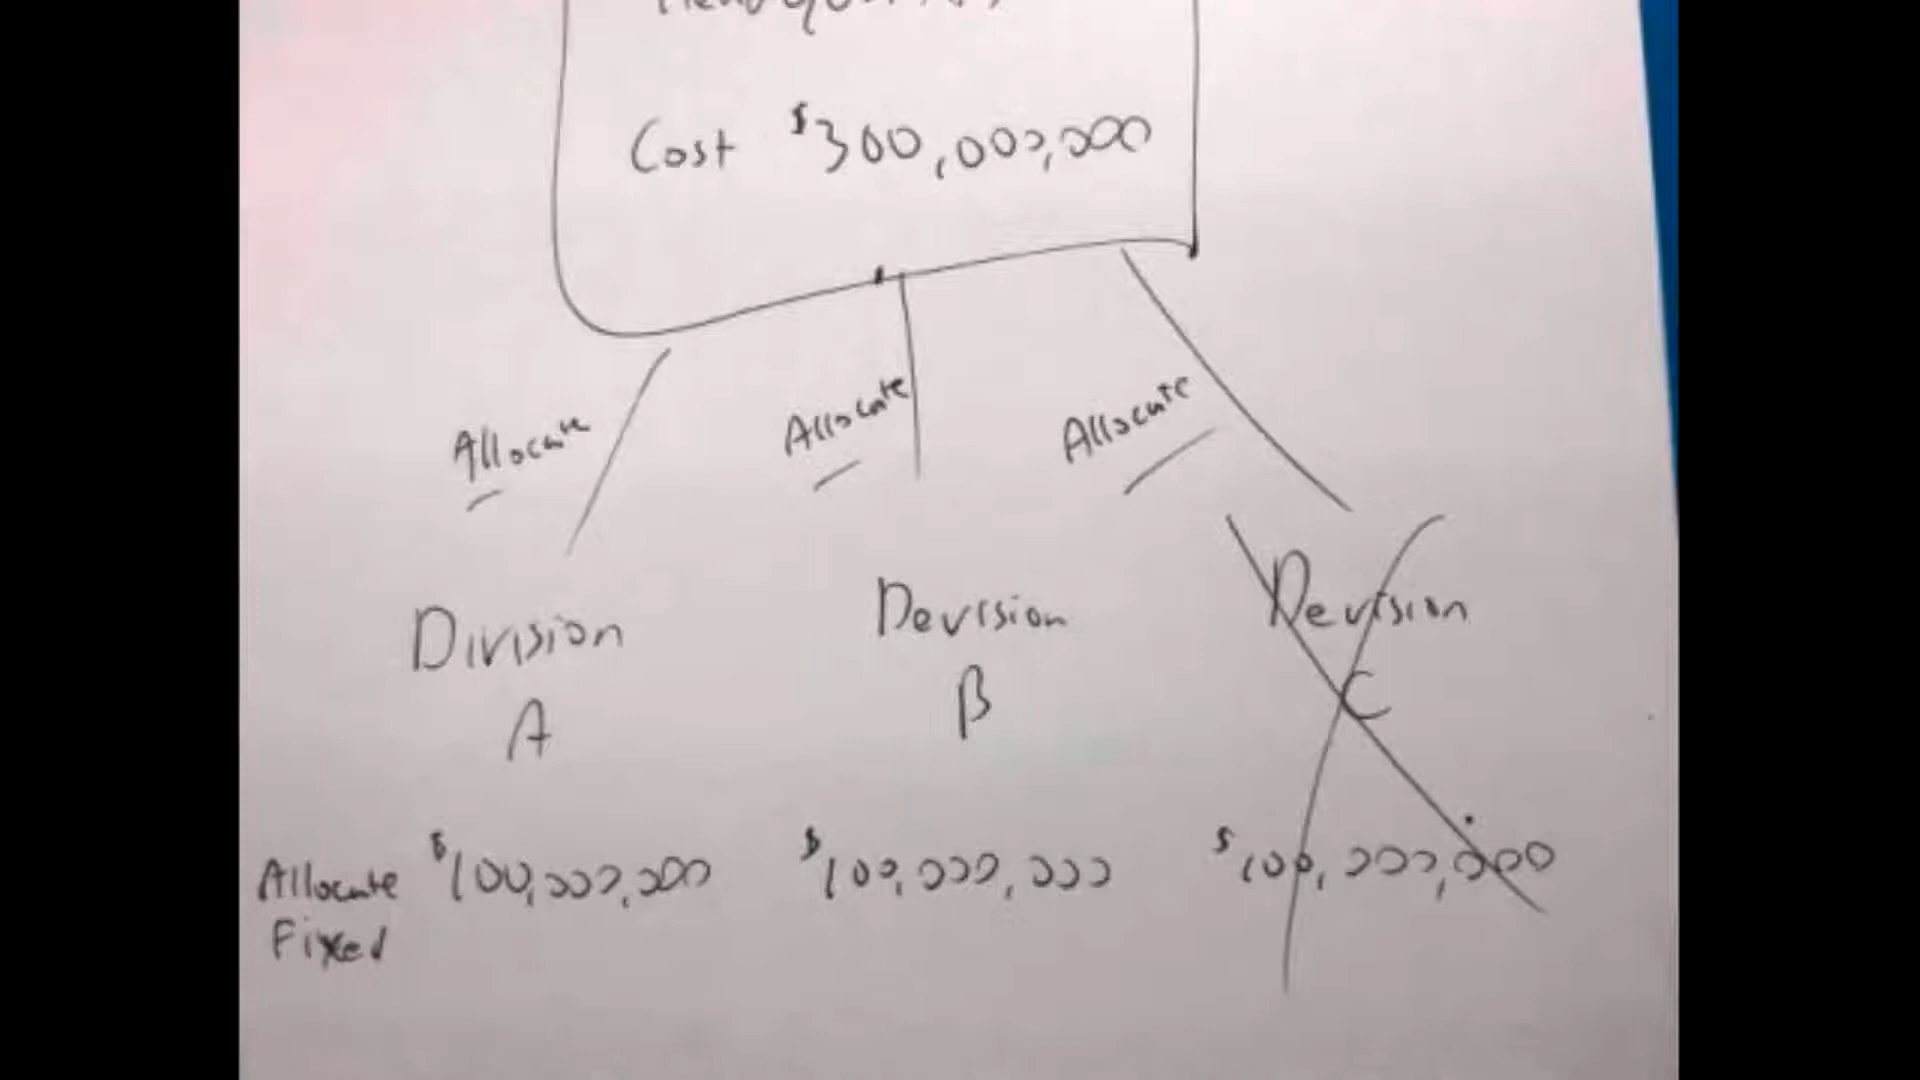 Cost $300,000,000
Allocate Allocate Allocate
Division Devision Devision
A B C
Allocate $100,000,000 $100,000,000 $100,000,000
Fixed